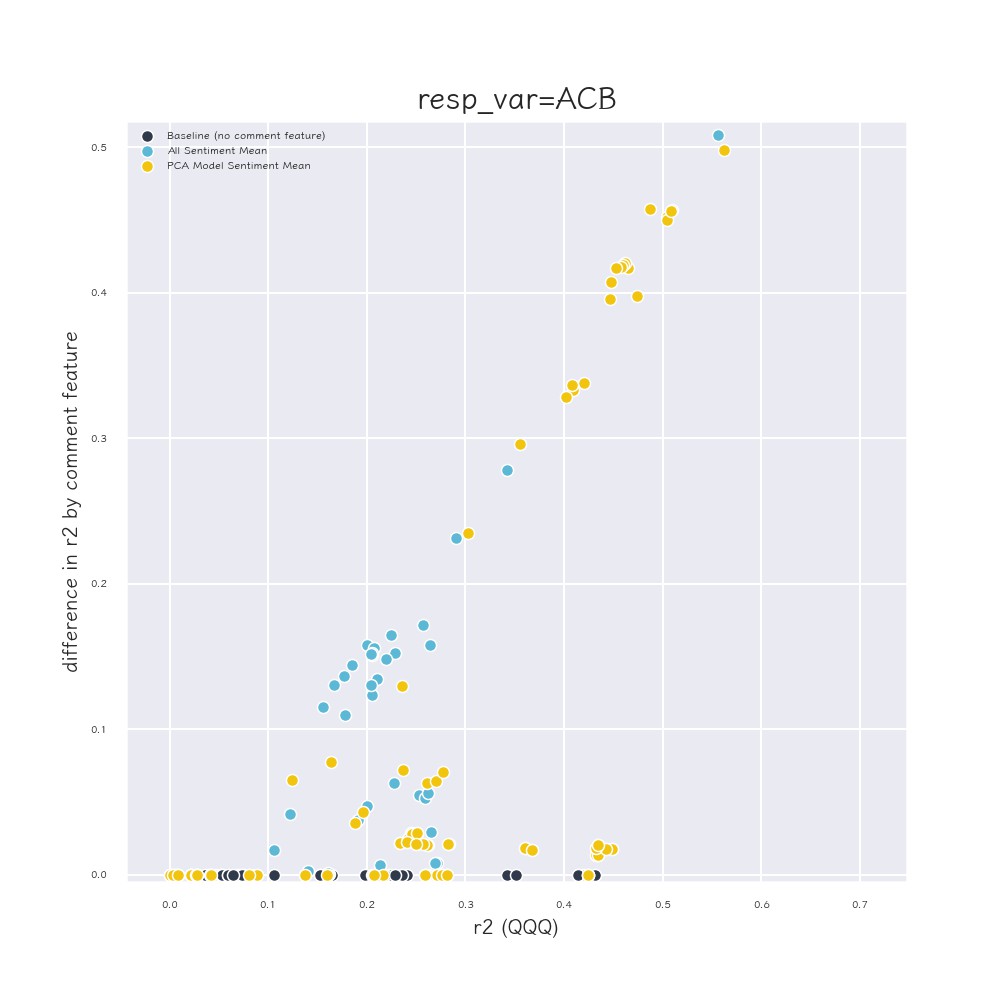 resp_var=ACB
Baseline (no comment feature)
All Sentiment Mean
PCA Model Sentiment Mean
difference in r2 by comment feature
0.5
0.4
0.3
0.2
0.1
0.0
0.0 0.1 0.2 0.3 0.4 0.5 0.6 0.7
r2 (QQQ)